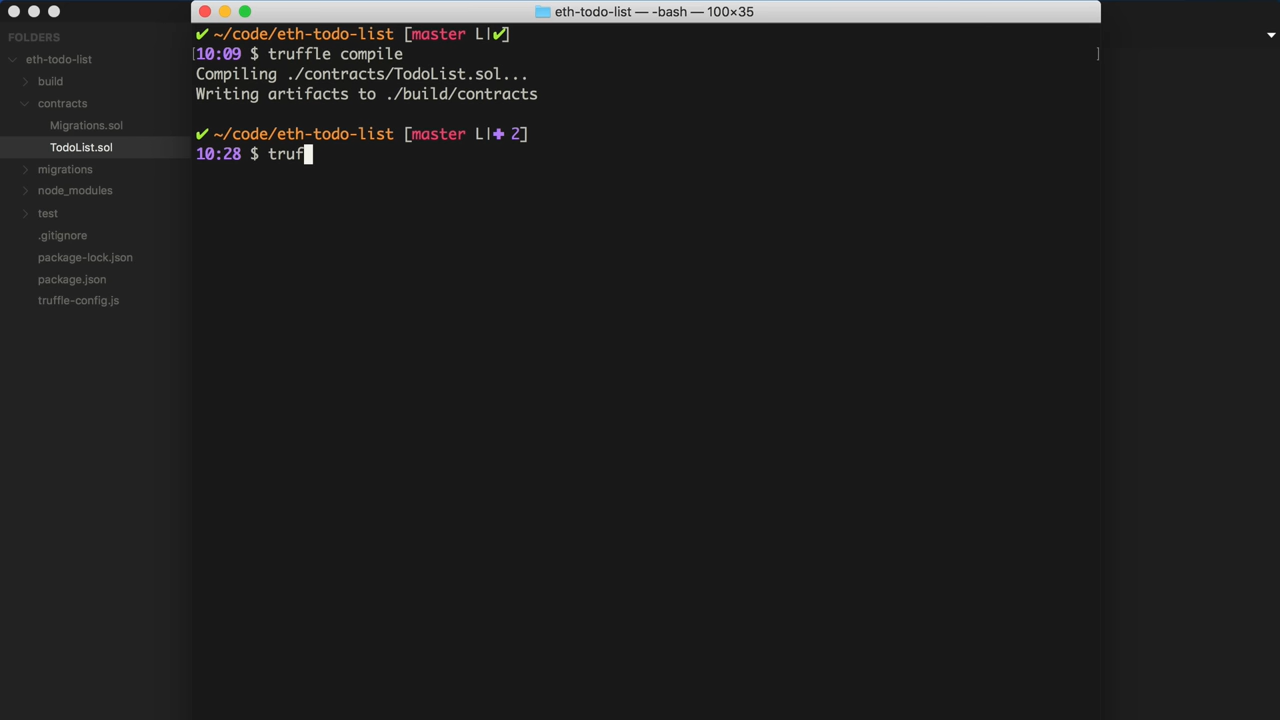 eth-todo-list — -bash — 100×35
FOLDERS
eth-todo-list
build
contracts
Migrations.sol
TodoList.sol
migrations
node_modules
test
.gitignore
package-lock.json
package.json
truffle-config.js
✔ ~/code/eth-todo-list [master L|✔]
[10:09 $ truffle compile ]
Compiling ./contracts/TodoList.sol...
Writing artifacts to ./build/contracts
✔ ~/code/eth-todo-list [master L|✚ 2]
10:28 $ truf